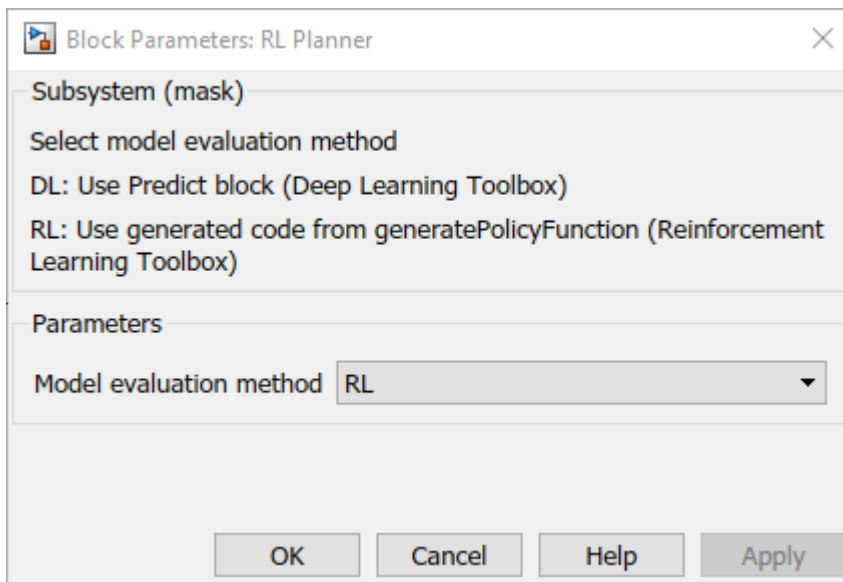 Block Parameters: RL Planner
Subsystem (mask)
Select model evaluation method
DL: Use Predict block (Deep Learning Toolbox)
RL: Use generated code from generatePolicyFunction (Reinforcement
Learning Toolbox)
Parameters
Model evaluation method RL
OK Cancel Help Apply